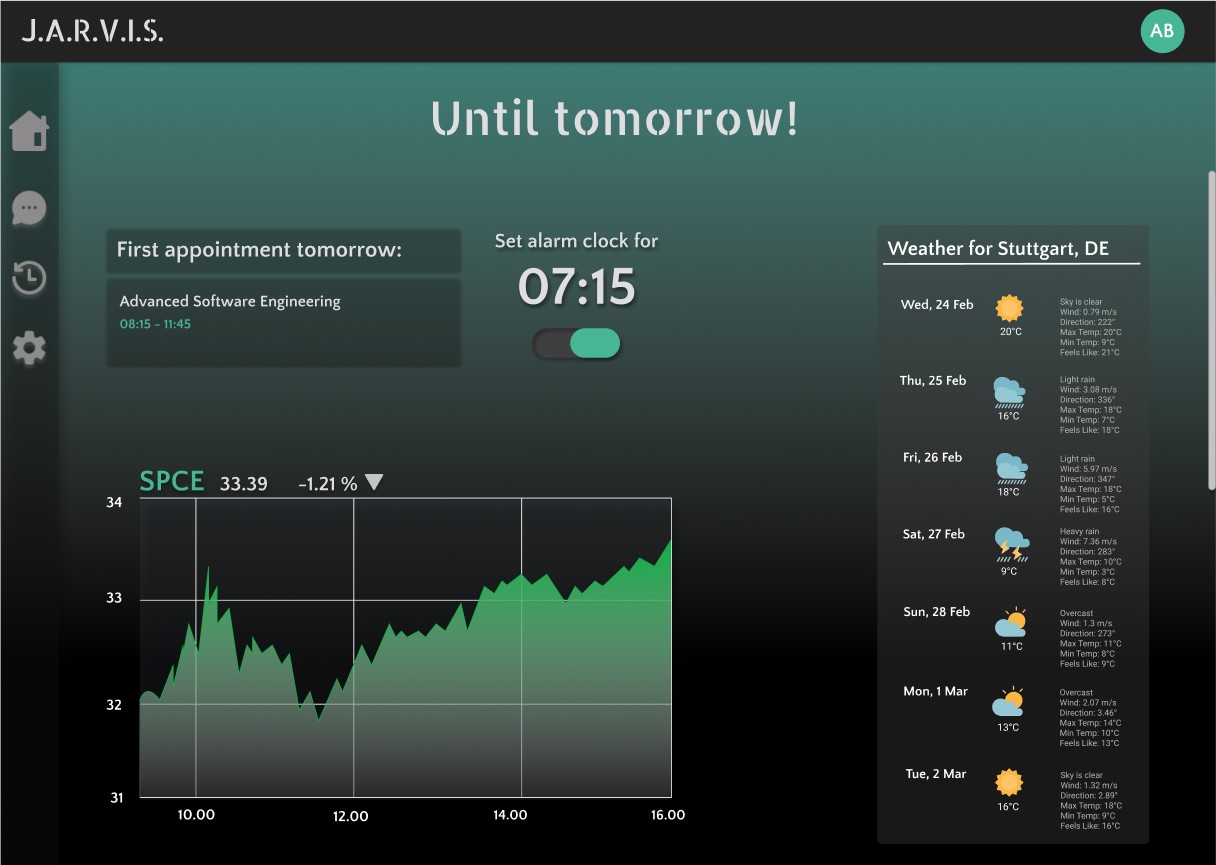 J.A.R.V.I.S.
AB
Until tomorrow!
First appointment tomorrow:
Advanced Software Engineering
08:15 - 11:45
Set alarm clock for
07:15
SPCE 33.39 -1.21 %
34
33
32
31
10.00 12.00 14.00 16.00
Weather for Stuttgart, DE
Wed, 24 Feb
20°C
Sky is clear
Wind: 0.79 m/s
Direction: 222°
Max Temp: 20°C
Min Temp: 9°C
Feels Like: 21°C
Thu, 25 Feb
16°C
Light rain
Wind: 3.08 m/s
Direction: 336°
Max Temp: 18°C
Min Temp: 7°C
Feels Like: 18°C
Fri, 26 Feb
18°C
Light rain
Wind: 5.97 m/s
Direction: 347°
Max Temp: 18°C
Min Temp: 5°C
Feels Like: 16°C
Sat, 27 Feb
9°C
Heavy rain
Wind: 7.36 m/s
Direction: 283°
Max Temp: 10°C
Min Temp: 3°C
Feels Like: 8°C
Sun, 28 Feb
11°C
Overcast
Wind: 1.3 m/s
Direction: 273°
Max Temp: 11°C
Min Temp: 8°C
Feels Like: 9°C
Mon, 1 Mar
13°C
Overcast
Wind: 2.07 m/s
Direction: 3.46°
Max Temp: 14°C
Min Temp: 10°C
Feels Like: 13°C
Tue, 2 Mar
16°C
Sky is clear
Wind: 1.32 m/s
Direction: 2.89°
Max Temp: 18°C
Min Temp: 9°C
Feels Like: 16°C